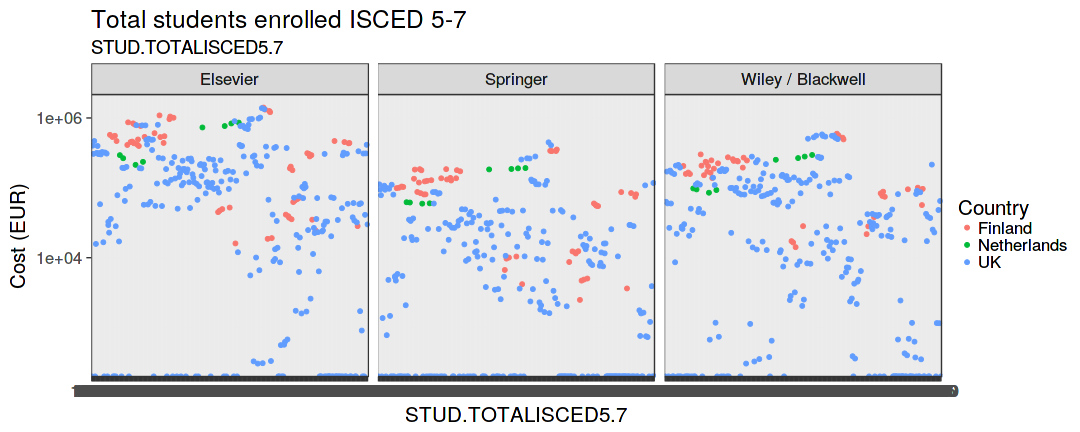 Total students enrolled ISCED 5-7
STUD.TOTALISCED5.7
Elsevier
Springer
Wiley / Blackwell
1e+06
1e+04
Cost (EUR)
STUD.TOTALISCED5.7
Country
Finland
Netherlands
UK